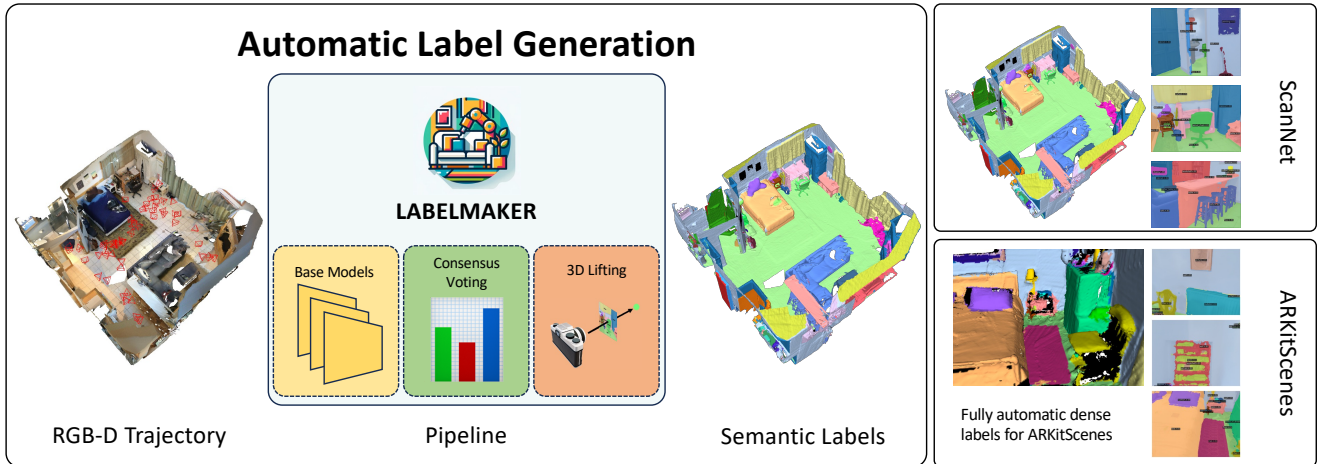 Automatic Label Generation
LABELMAKER
Base Models
Consensus
Voting
3D Lifting
RGB-D Trajectory
Pipeline
Semantic Labels
ScanNet
Fully automatic dense
labels for ARKitScenes
ARKitScenes